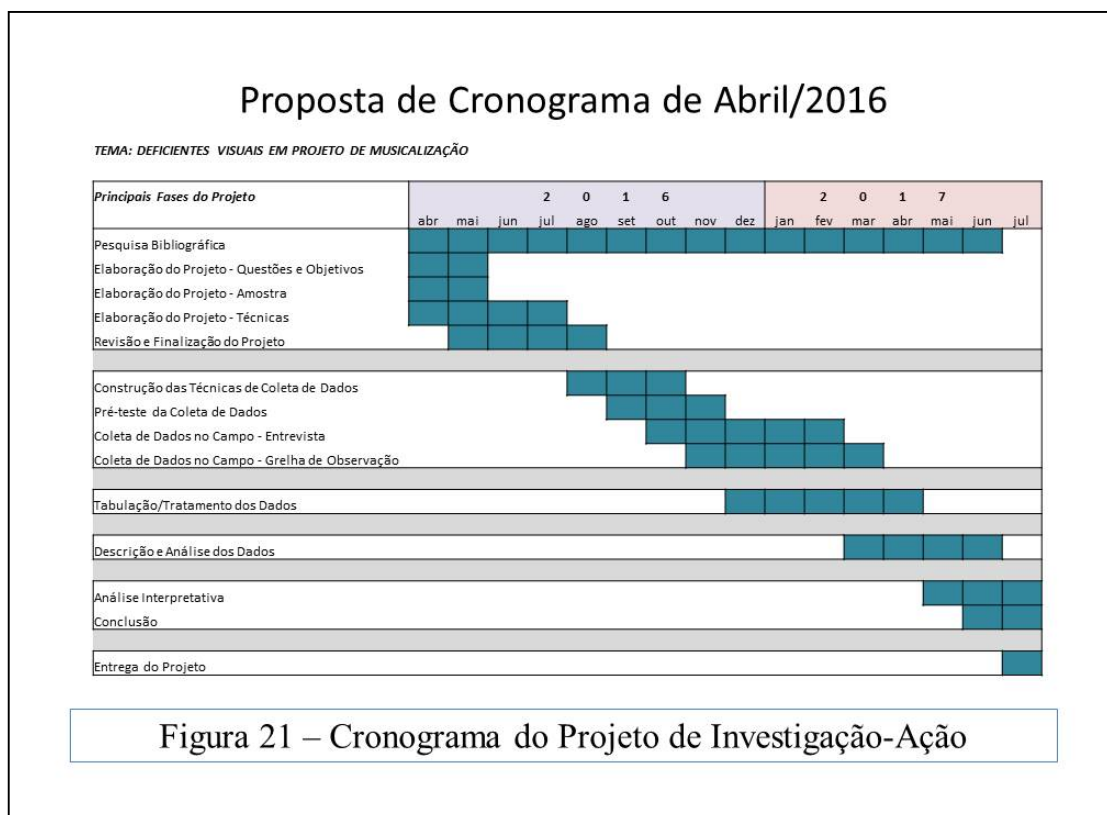 Proposta de Cronograma de Abril/2016
TEMA: DEFICIENTES VISUAIS EM PROJETO DE MUSICALIZAÇÃO
Principais Fases do Projeto 2 0 1 6 2 0 1 7
abr mai jun jul ago set out nov dez jan fev mar abr mai jun jul
Pesquisa Bibliográfica
Elaboração do Projeto - Questões e Objetivos
Elaboração do Projeto - Amostra
Elaboração do Projeto - Técnicas
Revisão e Finalização do Projeto
Construção das Técnicas de Coleta de Dados
Pré-teste da Coleta de Dados
Coleta de Dados no Campo - Entrevista
Coleta de Dados no Campo - Grelha de Observação
Tabulação/Tratamento dos Dados
Descrição e Análise dos Dados
Análise Interpretativa
Conclusão
Entrega do Projeto
Figura 21 – Cronograma do Projeto de Investigação-Ação